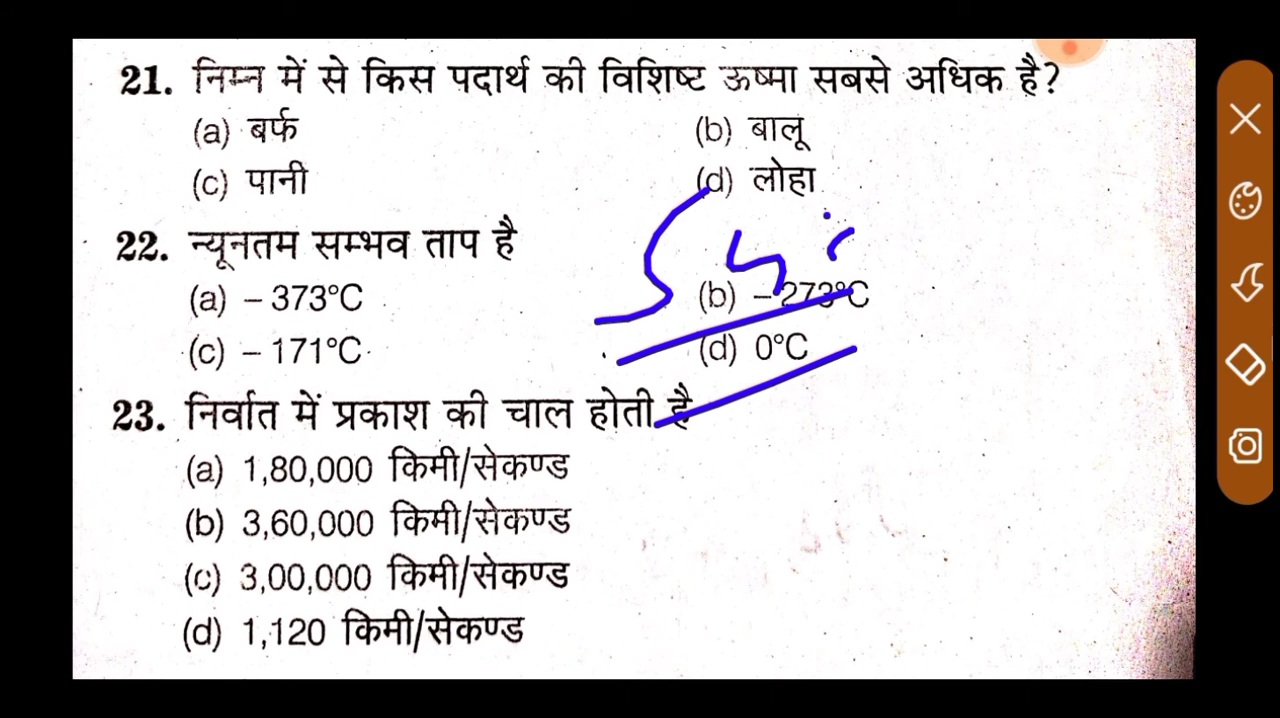 21. निम्न में से किस पदार्थ की विशिष्ट ऊष्मा सबसे अधिक है?
(a) बर्फ (b) बालू
(c) पानी (d) लोहा
22. न्यूनतम सम्भव ताप है
(a) – 373°C (b) – 273°C
(c) – 171°C (d) 0°C
23. निर्वात में प्रकाश की चाल होती है
(a) 1,80,000 किमी/सेकण्ड
(b) 3,60,000 किमी/सेकण्ड
(c) 3,00,000 किमी/सेकण्ड
(d) 1,120 किमी/सेकण्ड